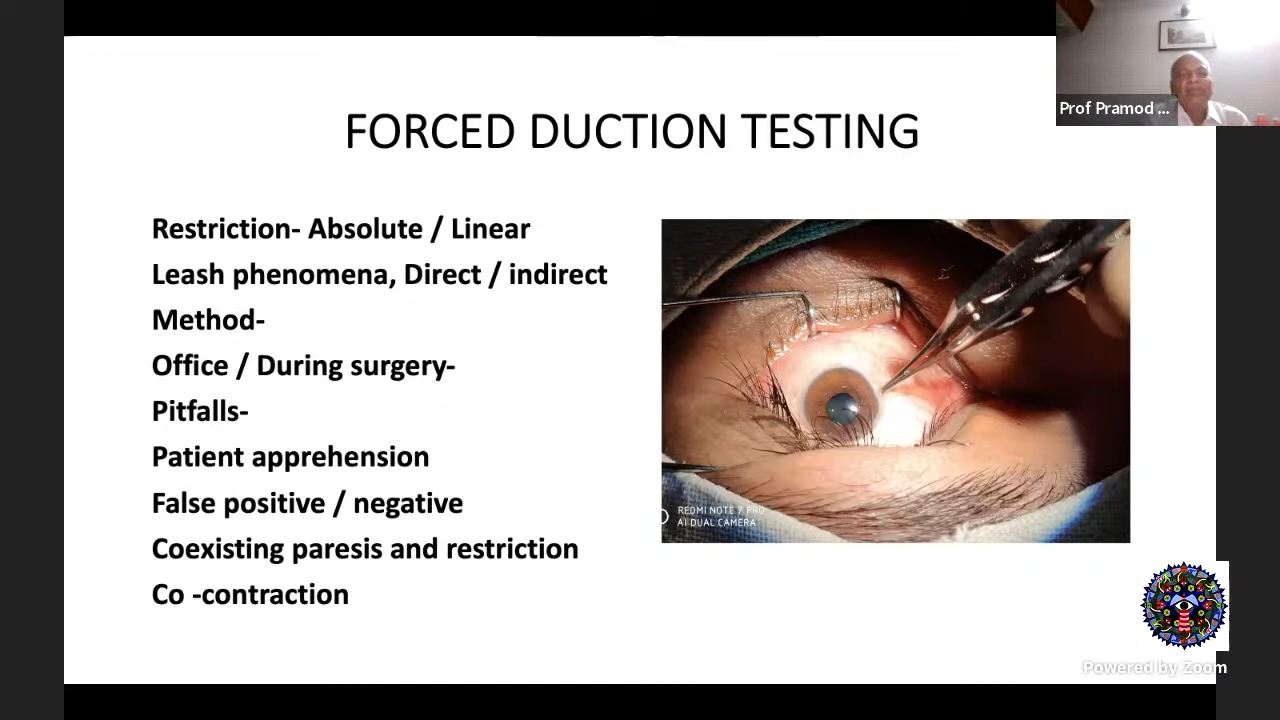 Prof Pramod ...
FORCED DUCTION TESTING
Restriction- Absolute / Linear
Leash phenomena, Direct / indirect
Method-
Office / During surgery-
Pitfalls-
Patient apprehension
False positive / negative
Coexisting paresis and restriction
Co -contraction
REDMI NOTE 7 PRO
AI DUAL CAMERA
Powered by Zoom